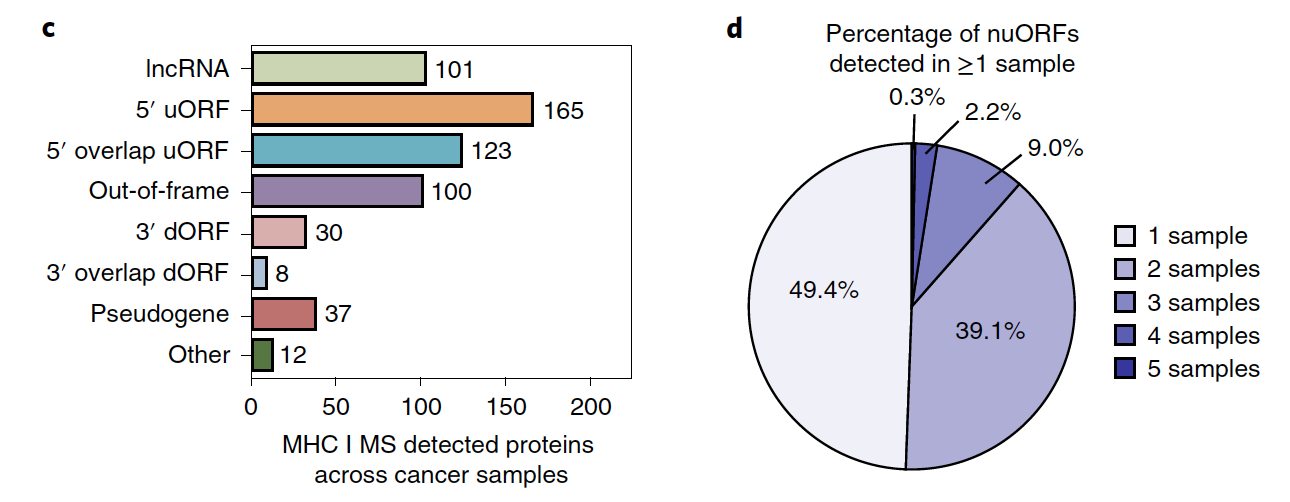 c
lncRNA
101
5′ uORF
165
5′ overlap uORF
123
Out-of-frame
100
3′ dORF
30
3′ overlap dORF
8
Pseudogene
37
Other
12
0 50 100 150 200
MHC I MS detected proteins
across cancer samples
d
Percentage of nuORFs
detected in ≥1 sample
0.3%
2.2%
9.0%
49.4%
39.1%
1 sample
2 samples
3 samples
4 samples
5 samples